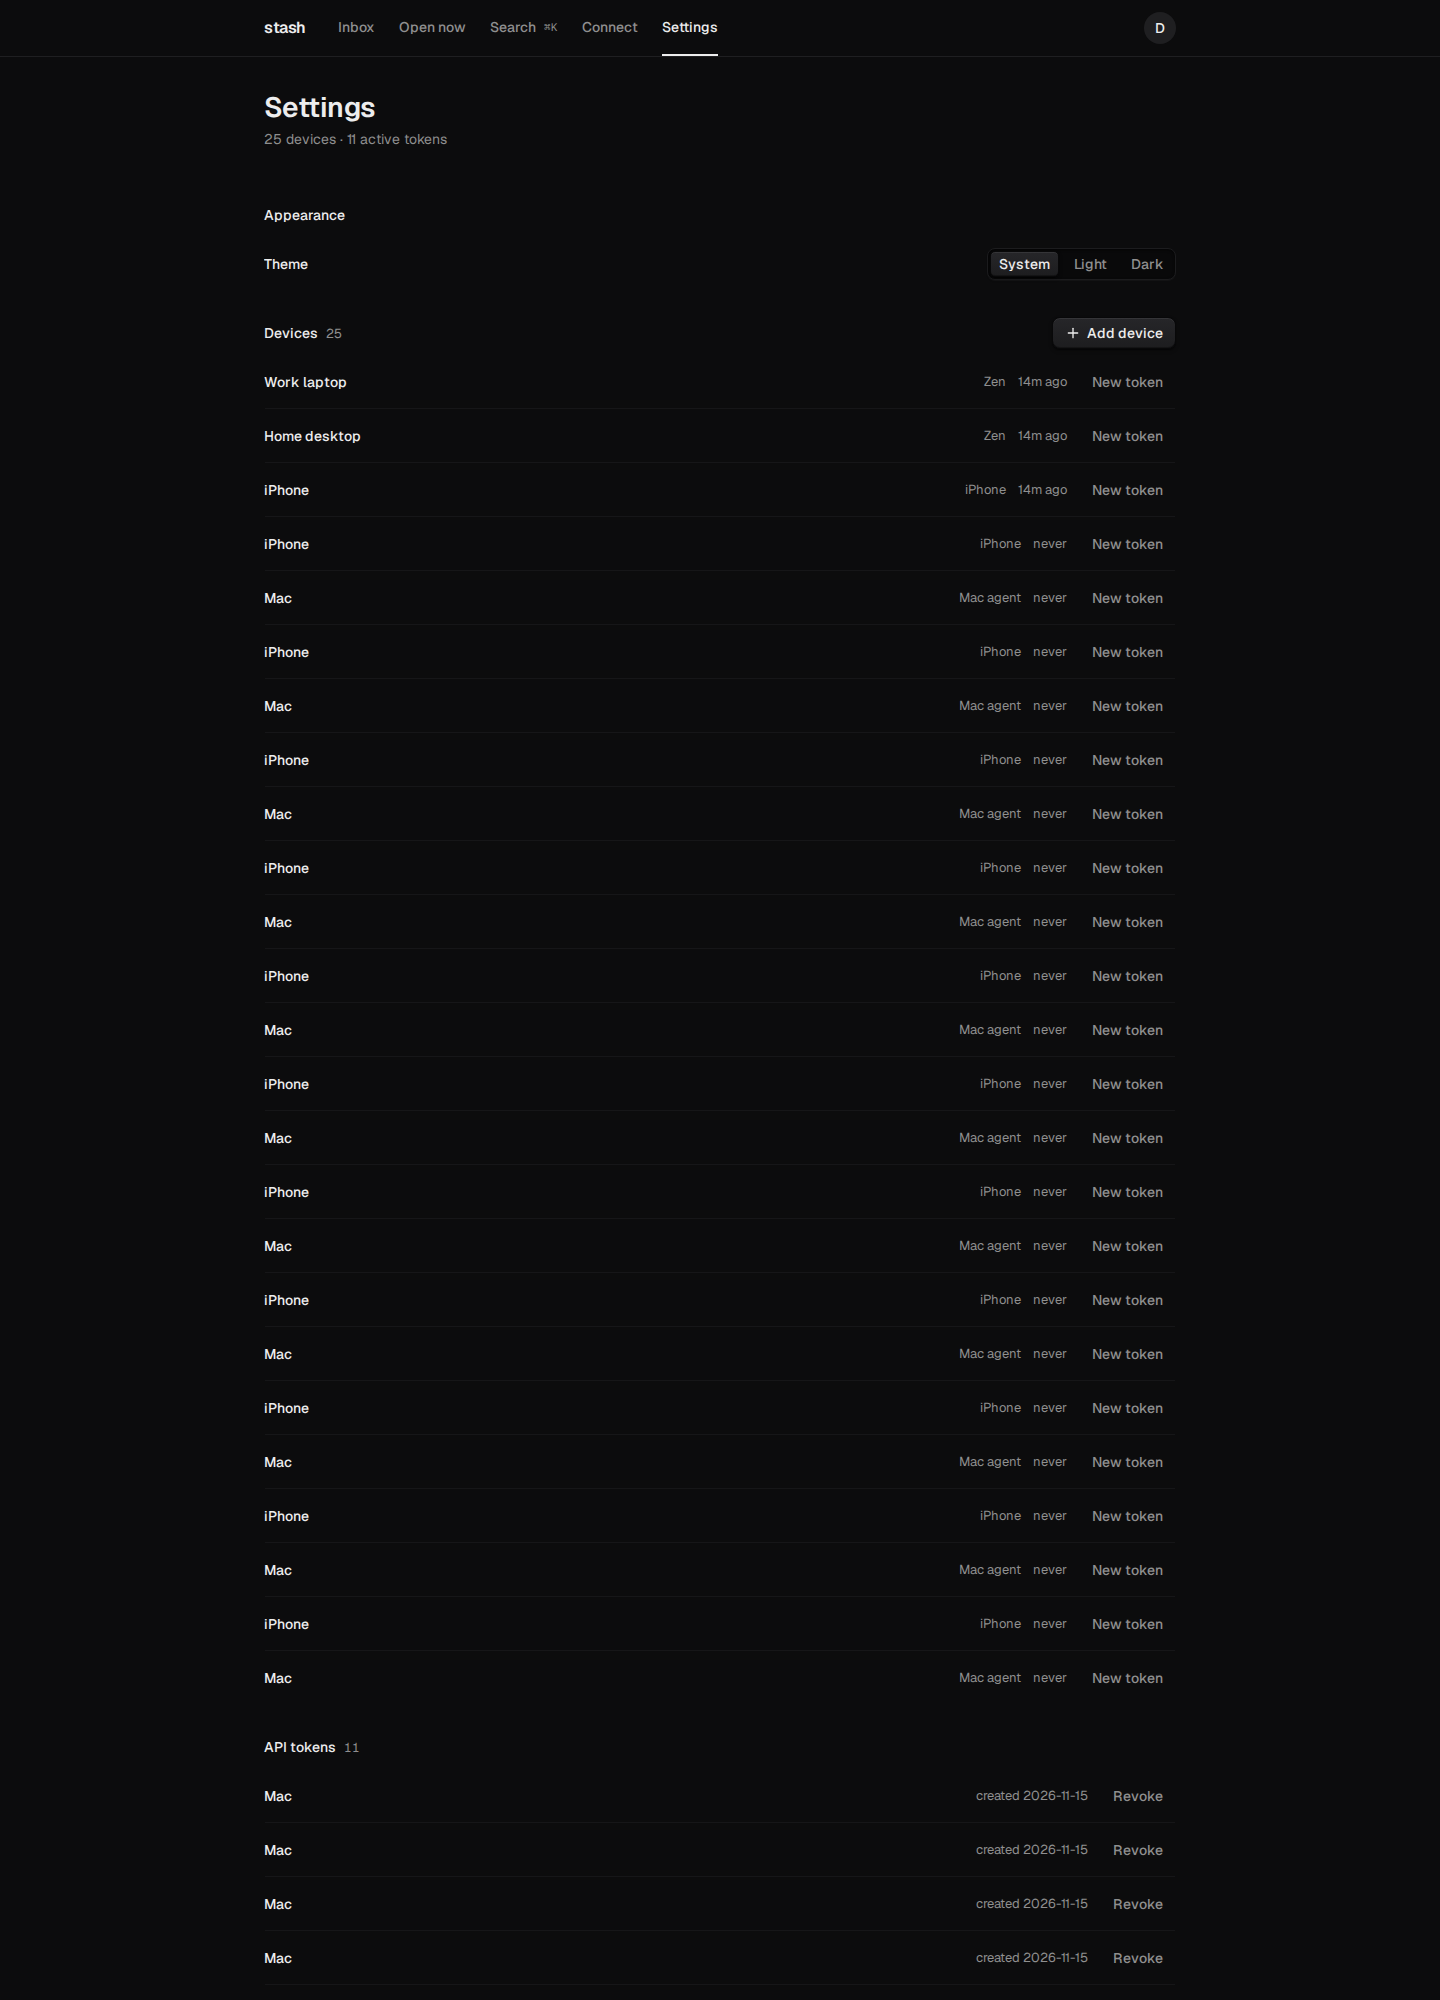 stash Inbox Open now Search ⌘K Connect Settings D
Settings
25 devices · 11 active tokens
Appearance
Theme System Light Dark
Devices 25 + Add device
Work laptop Zen 14m ago New token
Home desktop Zen 14m ago New token
iPhone iPhone 14m ago New token
iPhone iPhone never New token
Mac Mac agent never New token
iPhone iPhone never New token
Mac Mac agent never New token
iPhone iPhone never New token
Mac Mac agent never New token
iPhone iPhone never New token
Mac Mac agent never New token
iPhone iPhone never New token
Mac Mac agent never New token
iPhone iPhone never New token
Mac Mac agent never New token
iPhone iPhone never New token
Mac Mac agent never New token
iPhone iPhone never New token
Mac Mac agent never New token
iPhone iPhone never New token
Mac Mac agent never New token
iPhone iPhone never New token
Mac Mac agent never New token
iPhone iPhone never New token
Mac Mac agent never New token
API tokens 11
Mac created 2026-11-15 Revoke
Mac created 2026-11-15 Revoke
Mac created 2026-11-15 Revoke
Mac created 2026-11-15 Revoke